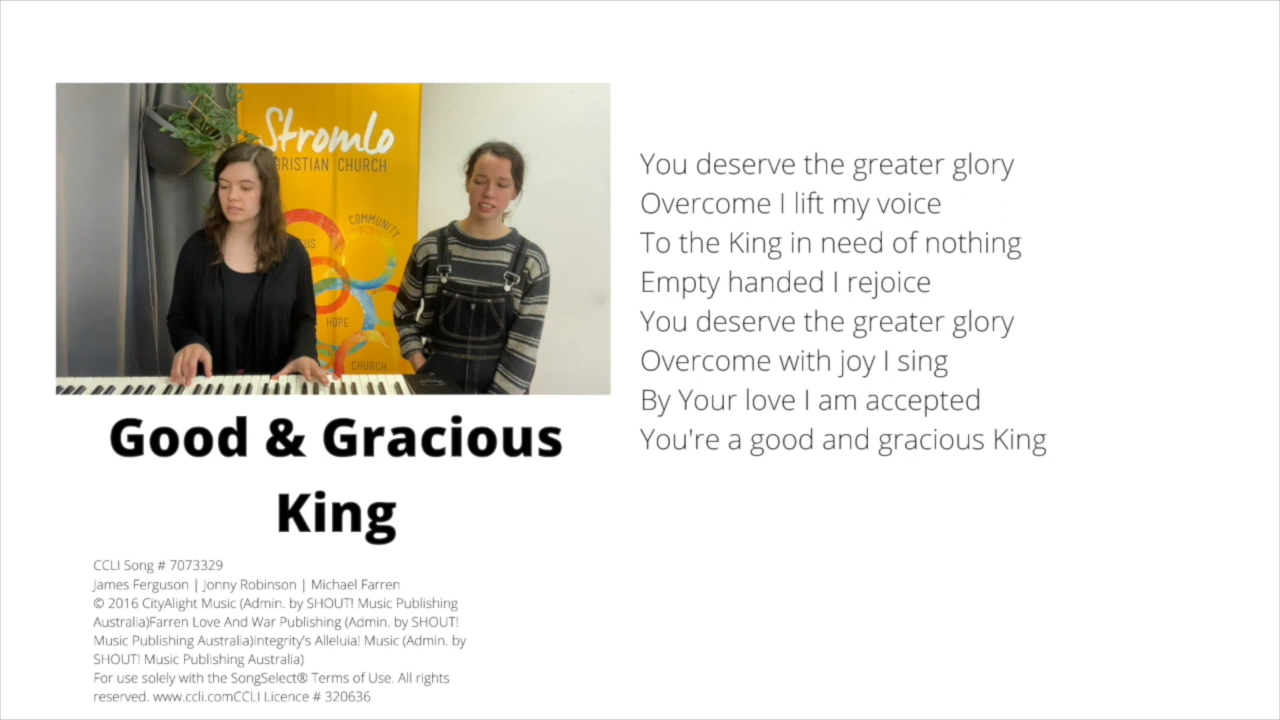 Stromlo
CHRISTIAN CHURCH
COMMUNITY
HOPE
CHURCH
You deserve the greater glory
Overcome I lift my voice
To the King in need of nothing
Empty handed I rejoice
You deserve the greater glory
Overcome with joy I sing
By Your love I am accepted
You're a good and gracious King
Good & Gracious
King
CCLI Song # 7073329
James Ferguson | Jonny Robinson | Michael Farren
© 2016 CityAlight Music (Admin. by SHOUT! Music Publishing
Australia)Farren Love And War Publishing (Admin. by SHOUT!
Music Publishing Australia)Integrity's Alleluia! Music (Admin. by
SHOUT! Music Publishing Australia)
For use solely with the SongSelect® Terms of Use. All rights
reserved. www.ccli.comCCLI Licence # 320636